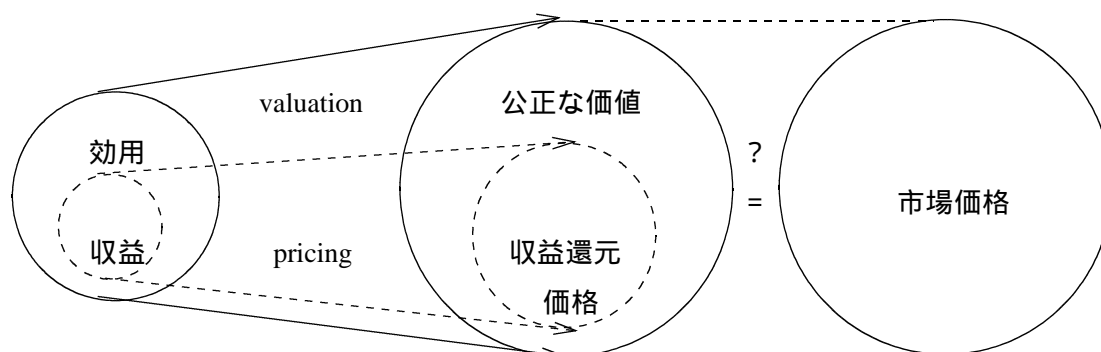 valuation
公正な価値
効用
?
=
市場価格
収益
pricing
収益還元
価格